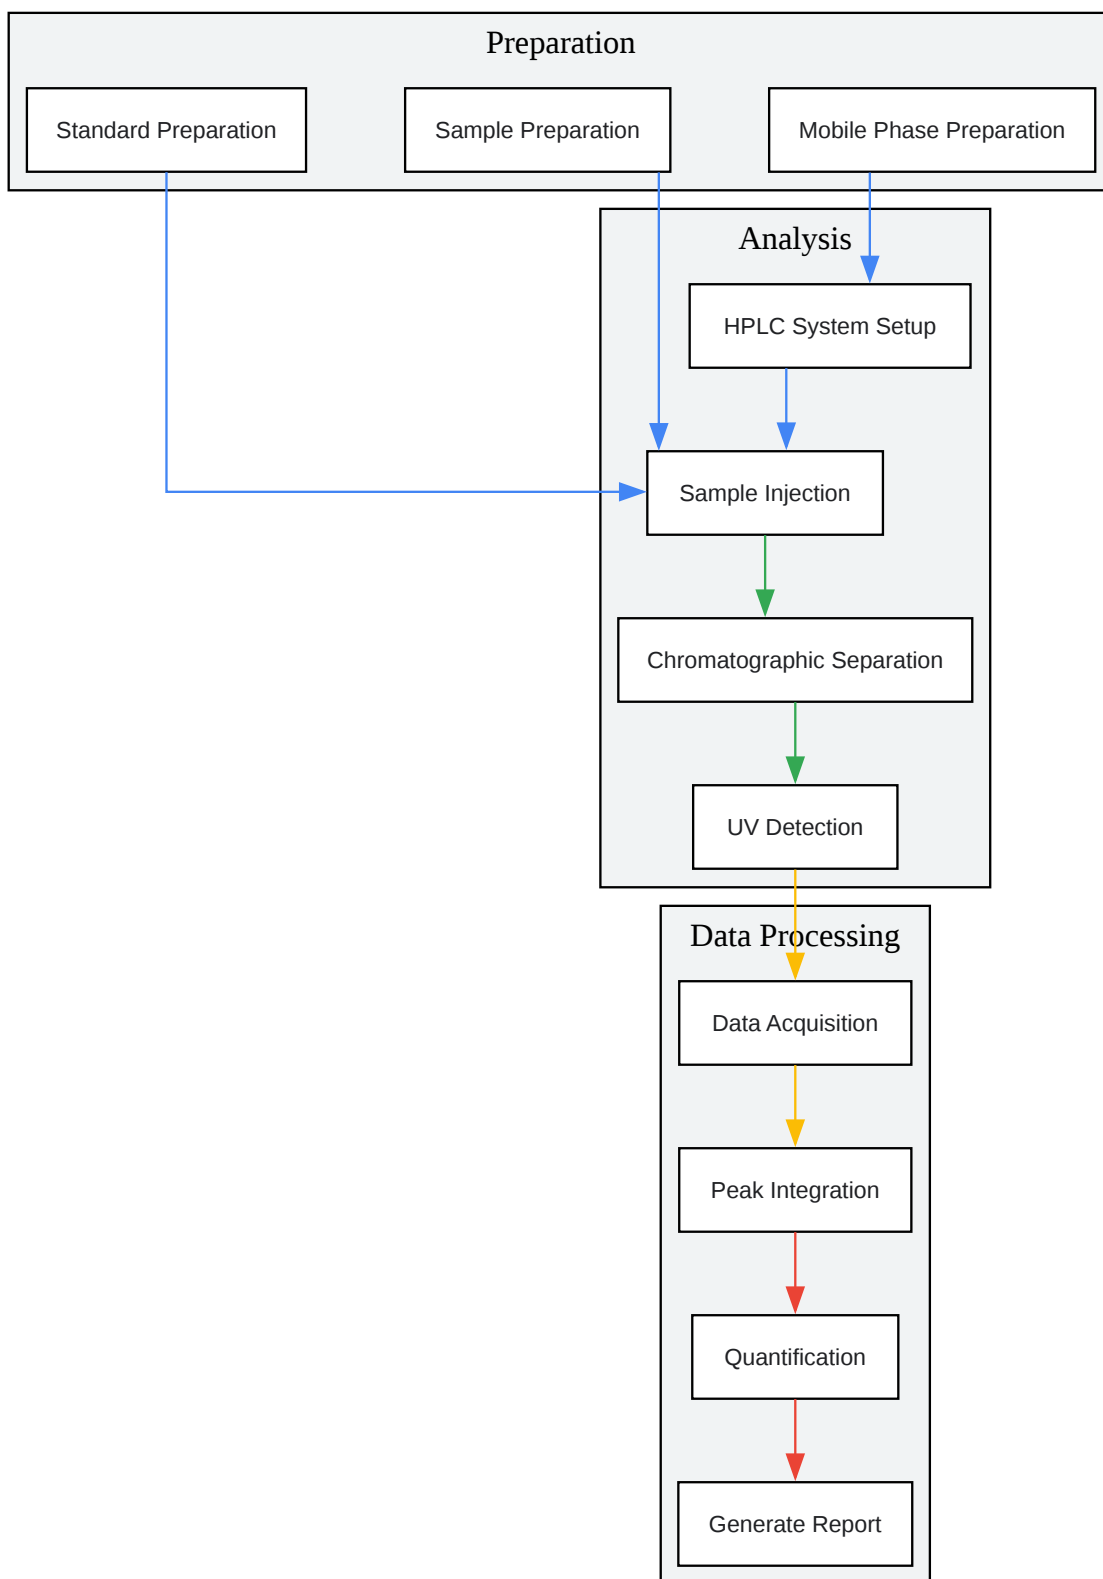 Preparation
Standard Preparation
Sample Preparation
Mobile Phase Preparation
Analysis
HPLC System Setup
Sample Injection
Chromatographic Separation
UV Detection
Data Processing
Data Acquisition
Peak Integration
Quantification
Generate Report